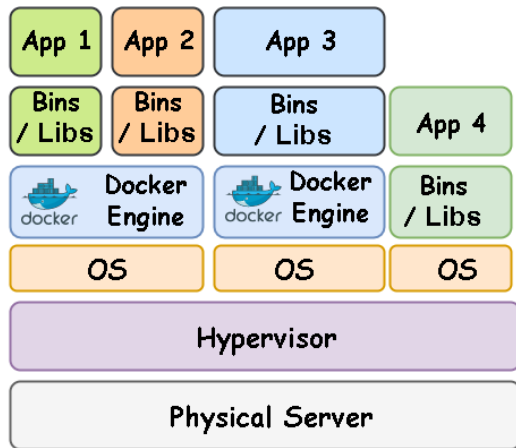 App 1
App 2
App 3
Bins
/ Libs
Bins
/ Libs
Bins
/ Libs
App 4
docker
Docker
Engine
docker
Docker
Engine
Bins
/ Libs
OS
OS
OS
Hypervisor
Physical Server